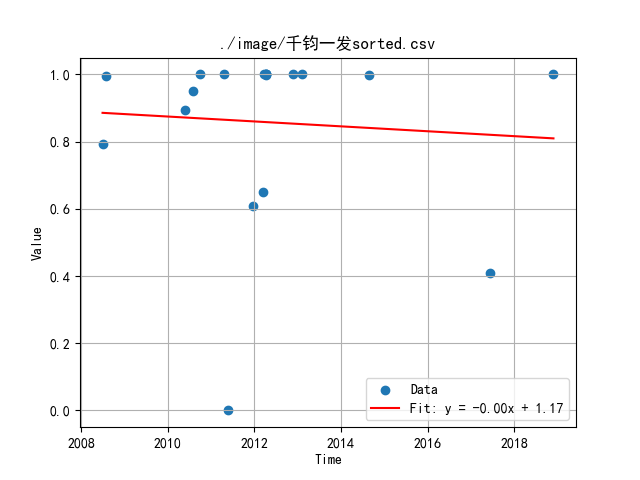 ./image/千钧一发sorted.csv
1.0
0.8
0.6
0.4
0.2
0.0
Value
Data
Fit: y = -0.00x + 1.17
2008 2010 2012 2014 2016 2018
Time